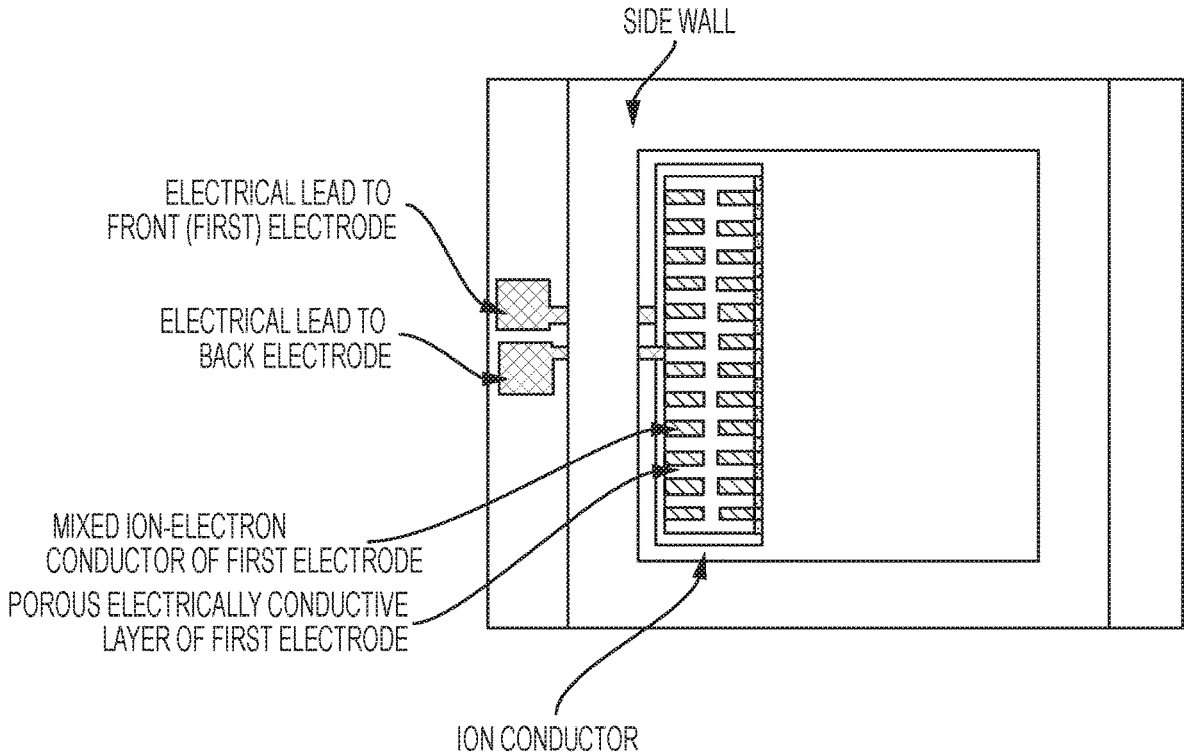 SIDE WALL
ELECTRICAL LEAD TO
FRONT (FIRST) ELECTRODE
ELECTRICAL LEAD TO
BACK ELECTRODE
MIXED ION-ELECTRON
CONDUCTOR OF FIRST ELECTRODE
POROUS ELECTRICALLY CONDUCTIVE
LAYER OF FIRST ELECTRODE
ION CONDUCTOR